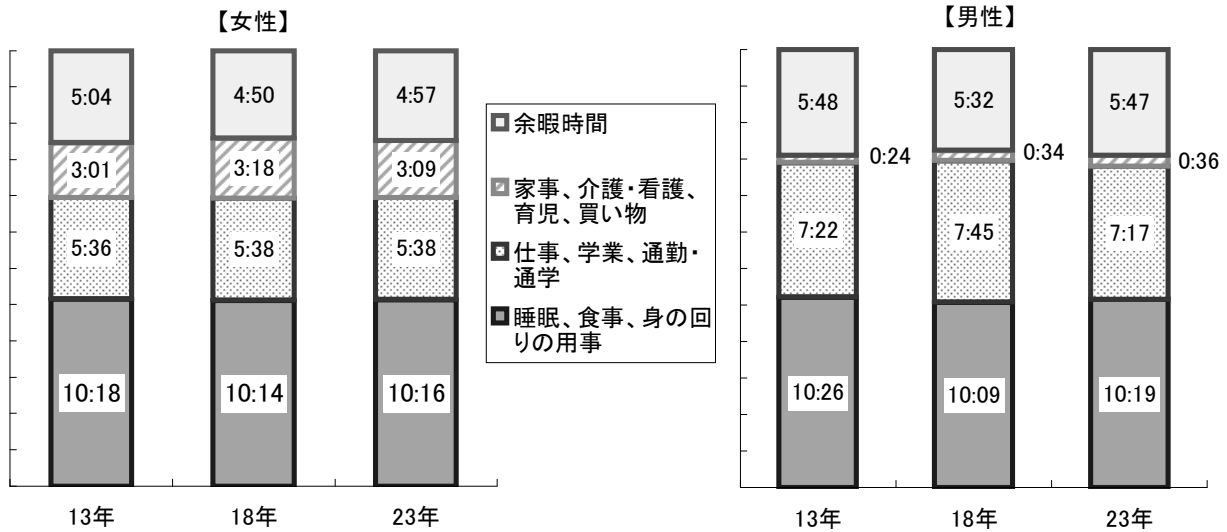 【女性】
5:04
4:50
4:57
3:01
3:18
3:09
5:36
5:38
5:38
10:18
10:14
10:16
13年
18年
23年
余暇時間
家事、介護・看護、
育児、買い物
仕事、学業、通勤・
通学
睡眠、食事、身の回
りの用事
【男性】
5:48
5:32
5:47
0:24
0:34
0:36
7:22
7:45
7:17
10:26
10:09
10:19
13年
18年
23年